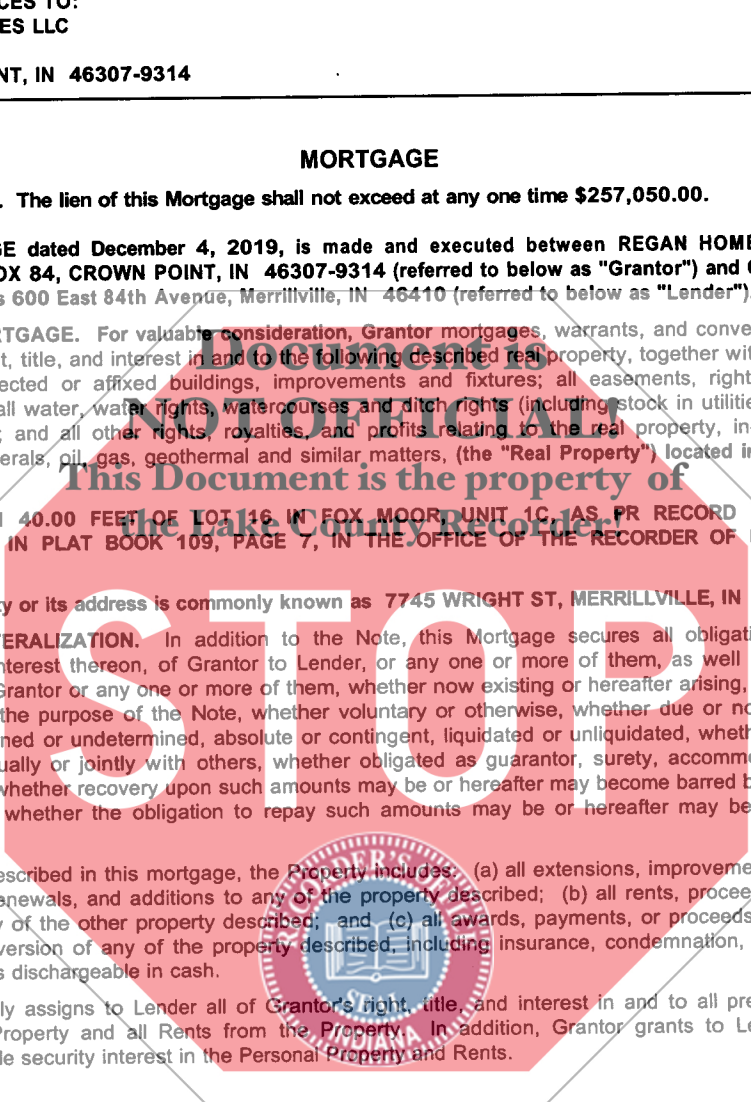 CES TO:
ES LLC
NT, IN 46307-9314
MORTGAGE
. The lien of this Mortgage shall not exceed at any one time $257,050.00.
GE dated December 4, 2019, is made and executed between REGAN HOME
OX 84, CROWN POINT, IN 46307-9314 (referred to below as "Grantor") and
s 600 East 84th Avenue, Merrillville, IN 46410 (referred to below as "Lender").
RTGAGE. For valuable consideration, Grantor mortgages, warrants, and conve
t, title, and interest in and to the following described real property, together wit
ected or affixed buildings, improvements and fixtures; all easements, right
all water, water rights, watercourses and ditch rights (including stock in utilitie
; and all other rights, royalties, and profits relating to the real property, in
erals, oil, gas, geothermal and similar matters, (the "Real Property") located in
Document is
NOT OFFICIAL!
This Document is the property of
the Lake County Recorder!
40.00 FEET OF LOT 16 IN FOX MOOR UNIT 1C, AS PR RECORD
IN PLAT BOOK 109, PAGE 7, IN THE OFFICE OF THE RECORDER OF
ty or its address is commonly known as 7745 WRIGHT ST, MERRILLVILLE, IN
STOP
TERALIZATION. In addition to the Note, this Mortgage secures all obligati
nterest thereon, of Grantor to Lender, or any one or more of them, as well
Grantor or any one or more of them, whether now existing or hereafter arising,
the purpose of the Note, whether voluntary or otherwise, whether due or no
ned or undetermined, absolute or contingent, liquidated or unliquidated, wheth
ually or jointly with others, whether obligated as guarantor, surety, accomm
whether recovery upon such amounts may be or hereafter may become barred b
whether the obligation to repay such amounts may be or hereafter may be
escribed in this mortgage, the Property includes: (a) all extensions, improveme
enewals, and additions to any of the property described; (b) all rents, procee
y of the other property described; and (c) all awards, payments, or proceeds
version of any of the property described, including insurance, condemnation,
s dischargeable in cash.
ly assigns to Lender all of Grantor's right, title, and interest in and to all pre
Property and all Rents from the Property. In addition, Grantor grants to Le
le security interest in the Personal Property and Rents.
SEAL
INDIANA